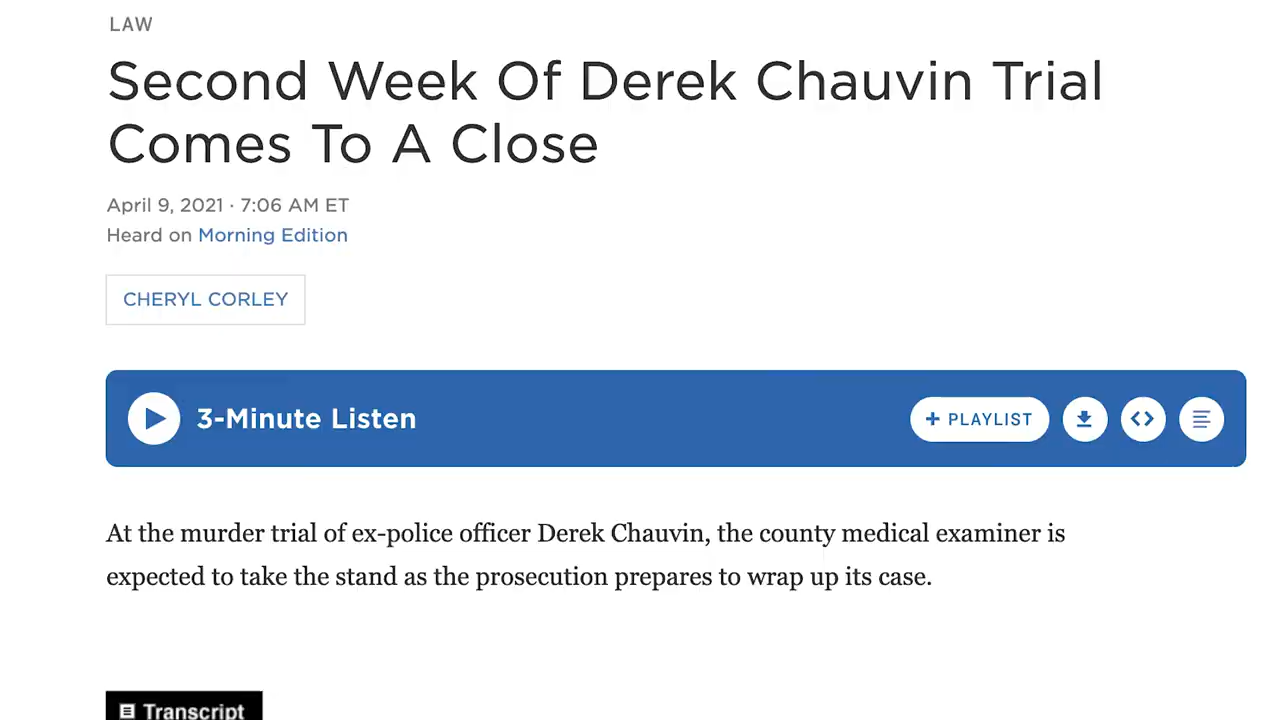 LAW
Second Week Of Derek Chauvin Trial
Comes To A Close
April 9, 2021 · 7:06 AM ET
Heard on Morning Edition
CHERYL CORLEY
3-Minute Listen
+ PLAYLIST
At the murder trial of ex-police officer Derek Chauvin, the county medical examiner is
expected to take the stand as the prosecution prepares to wrap up its case.
Transcript